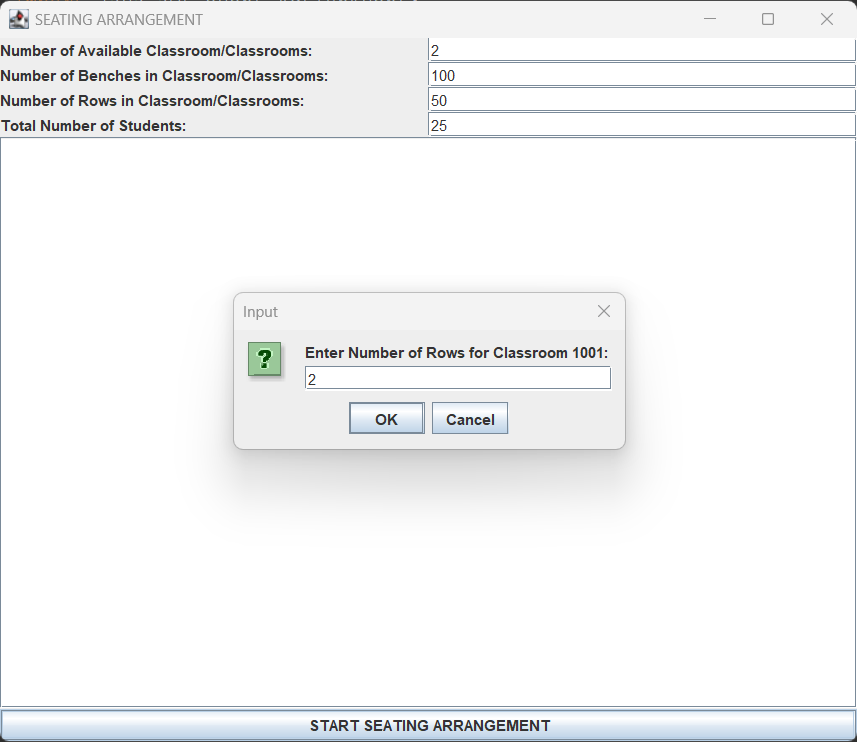 SEATING ARRANGEMENT
Number of Available Classroom/Classrooms: 2
Number of Benches in Classroom/Classrooms: 100
Number of Rows in Classroom/Classrooms: 50
Total Number of Students: 25
Input
?
Enter Number of Rows for Classroom 1001:
2
OK Cancel
START SEATING ARRANGEMENT